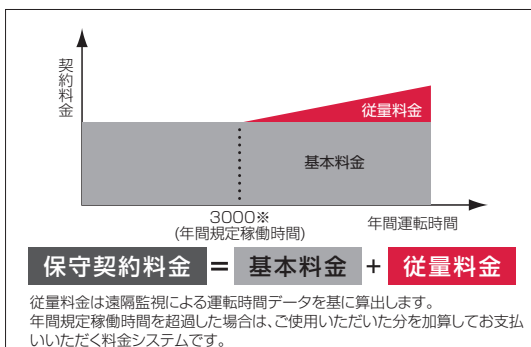 契約料金
従量料金
基本料金
3000※
(年間規定稼働時間)
年間運転時間
保守契約料金 = 基本料金 + 従量料金
従量料金は遠隔監視による運転時間データを基に算出します。
年間規定稼働時間を超過した場合は、ご使用いただいた分を加算してお支払
いいただく料金システムです。